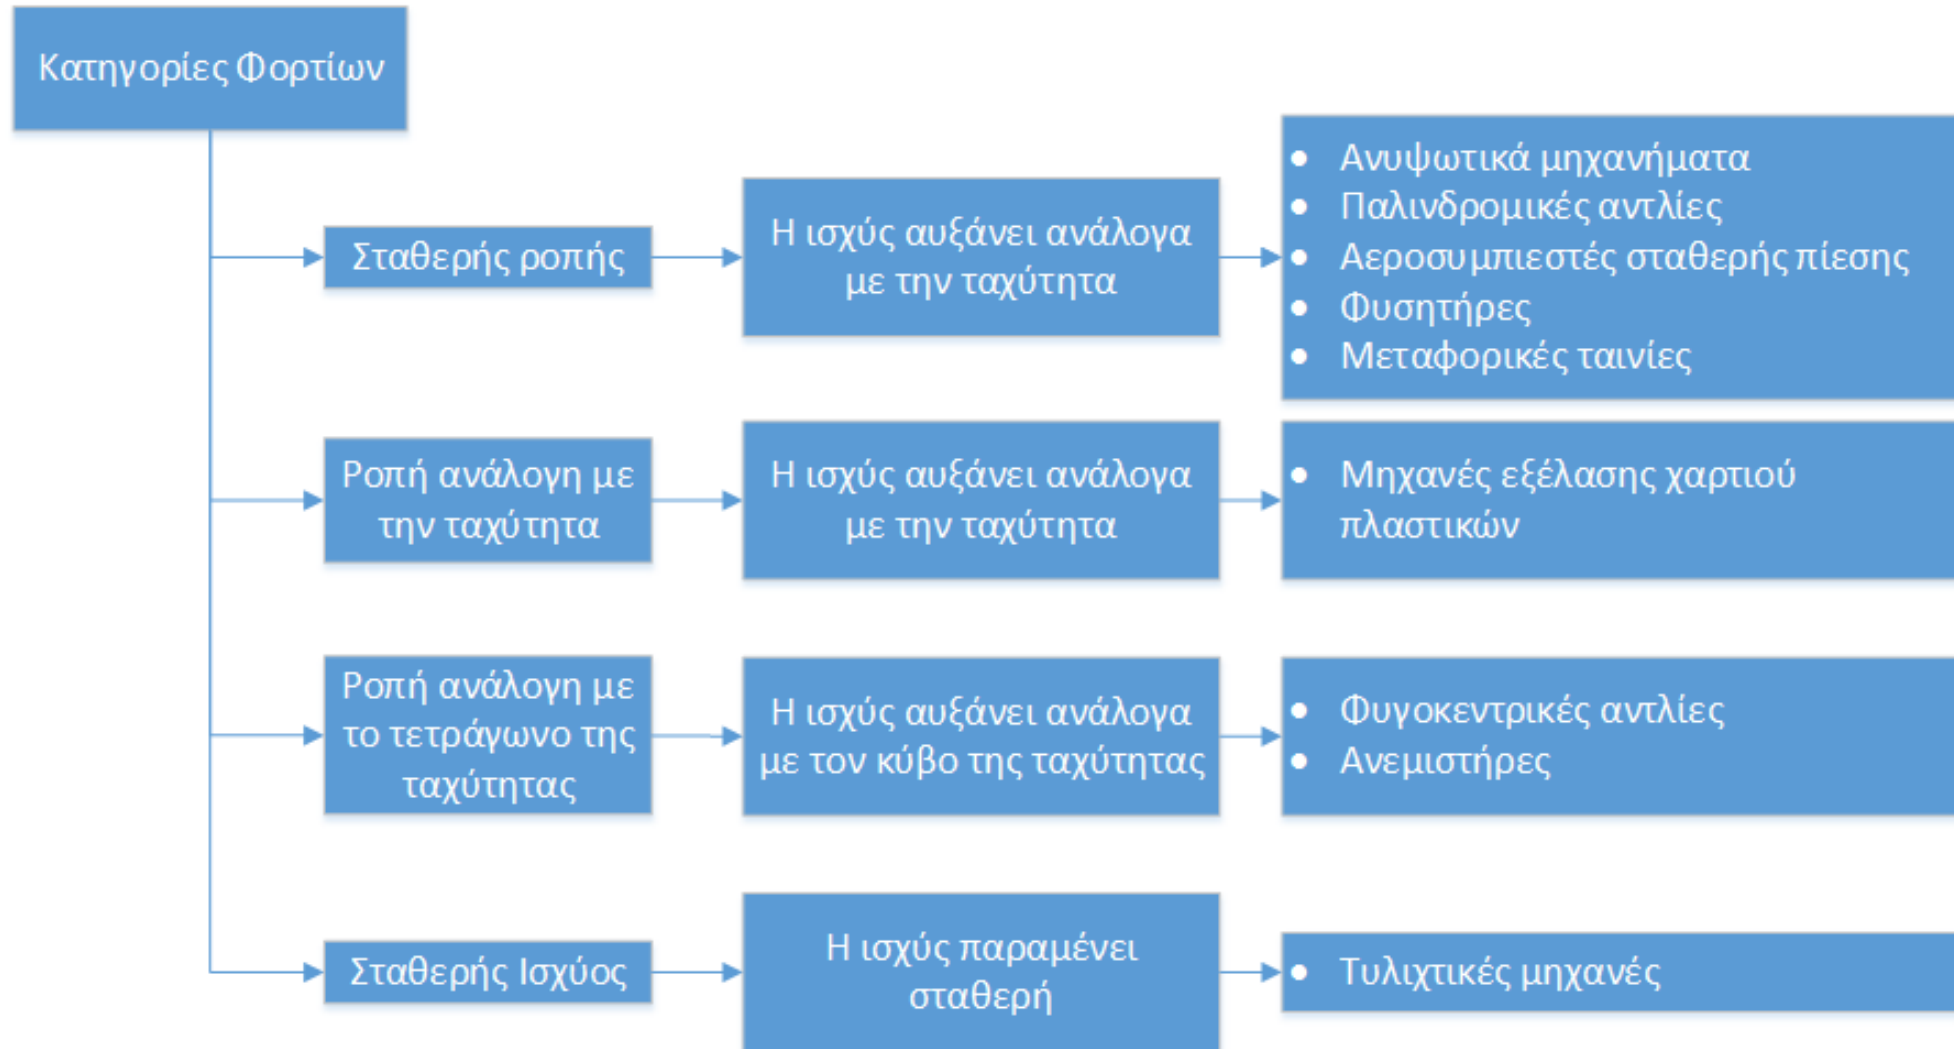 Κατηγορίες Φορτίων
Σταθερής ροπής
Η ισχύς αυξάνει ανάλογα
με την ταχύτητα
• Ανυψωτικά μηχανήματα
• Παλινδρομικές αντλίες
• Αεροσυμπιεστές σταθερής πίεσης
• Φυσητήρες
• Μεταφορικές ταινίες
Ροπή ανάλογη με
την ταχύτητα
Η ισχύς αυξάνει ανάλογα
με την ταχύτητα
• Μηχανές εξέλασης χαρτιού
πλαστικών
Ροπή ανάλογη με
το τετράγωνο της
ταχύτητας
Η ισχύς αυξάνει ανάλογα
με τον κύβο της ταχύτητας
• Φυγοκεντρικές αντλίες
• Ανεμιστήρες
Σταθερής Ισχύος
Η ισχύς παραμένει
σταθερή
• Τυλιχτικές μηχανές